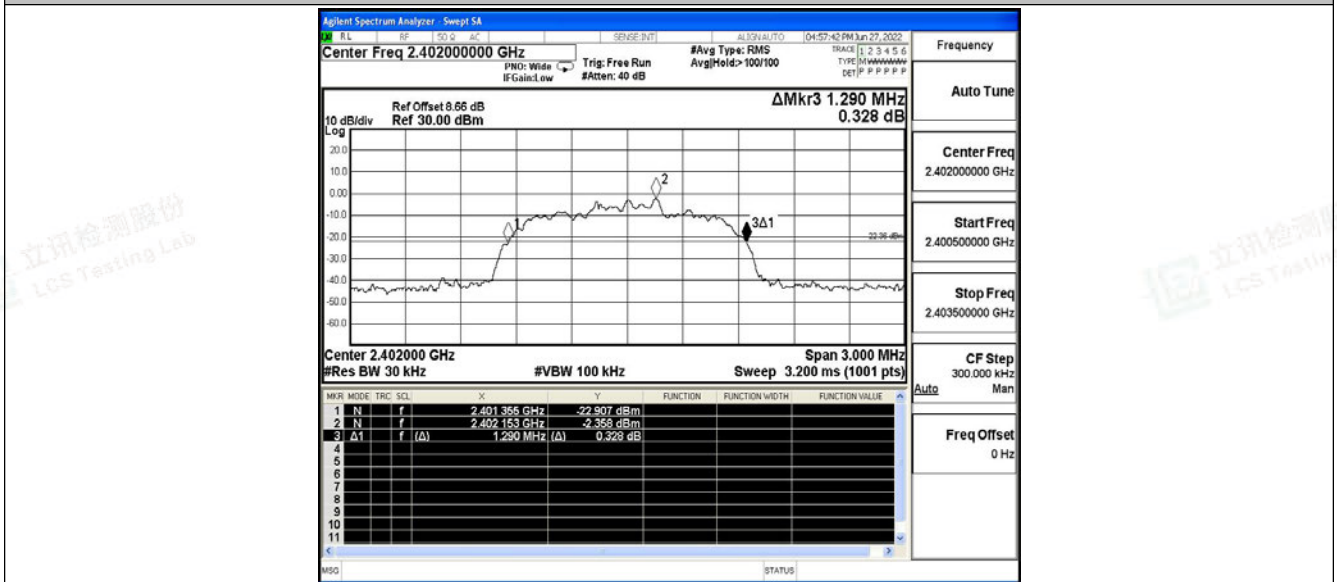 Agilent Spectrum Analyzer - Swept SA
RL RF 50 Ω AC SENSE:INT ALIGNAUTO 04:57:42 PM Jun 27, 2022
Center Freq 2.402000000 GHz
PNO: Wide
IFGain:Low
Trig: Free Run
#Atten: 40 dB
#Avg Type: RMS
Avg|Hold:>100/100
TRACE 1 2 3 4 5 6
TYPE M
DET P P P P P P
ΔMkr3 1.290 MHz
0.328 dB
Ref Offset 8.66 dB
10 dB/div Ref 30.00 dBm
Log
20.0
10.0
0.00
-10.0
-20.0
-30.0
-40.0
-50.0
-60.0
1
2
3Δ1
-22.36 dBm
Center 2.402000 GHz Span 3.000 MHz
#Res BW 30 kHz #VBW 100 kHz Sweep 3.200 ms (1001 pts)
MKR MODE TRC SCL X Y FUNCTION FUNCTION WIDTH FUNCTION VALUE
1 N f 2.401 355 GHz -22.907 dBm
2 N f 2.402 153 GHz -2.358 dBm
3 Δ1 f (Δ) 1.290 MHz (Δ) 0.328 dB
4
5
6
7
8
9
10
11
MSG STATUS
Frequency
Auto Tune
Center Freq
2.402000000 GHz
Start Freq
2.400500000 GHz
Stop Freq
2.403500000 GHz
CF Step
300.000 kHz
Auto Man
Freq Offset
0 Hz
立讯检测股份
LCS Testing Lab
立讯检测